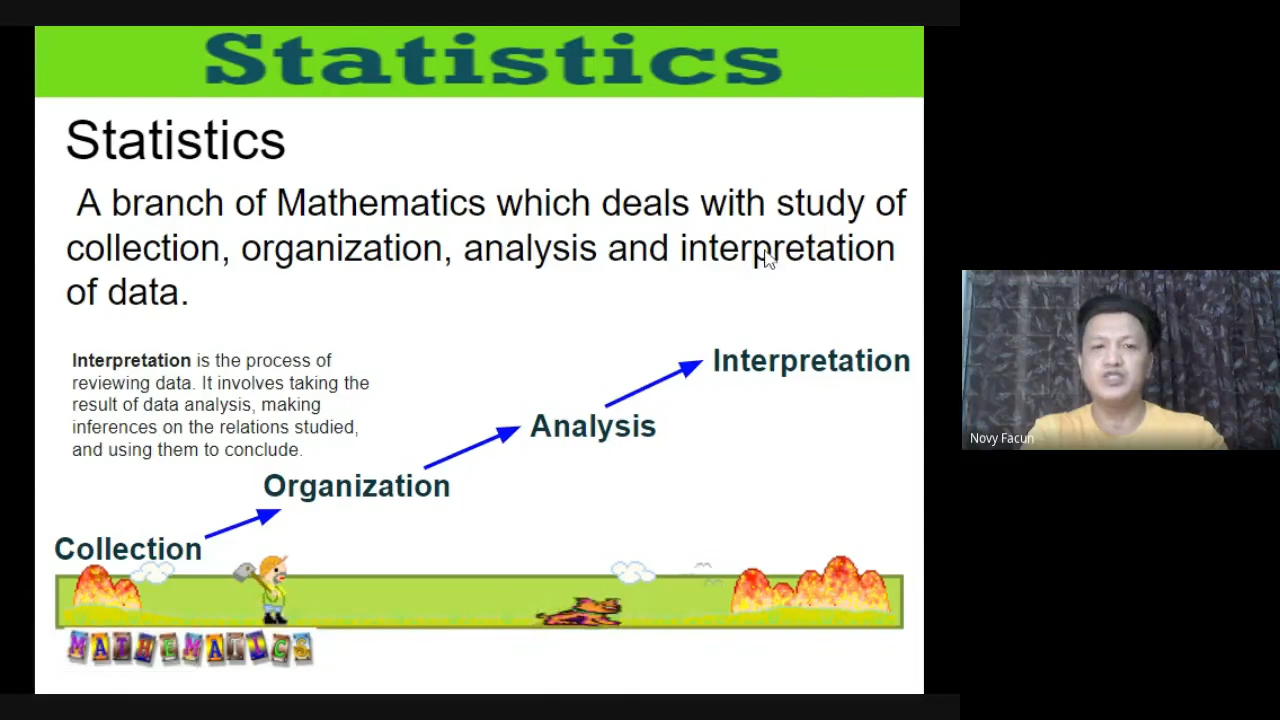 Statistics
Statistics
A branch of Mathematics which deals with study of
collection, organization, analysis and interpretation
of data.
Interpretation is the process of
reviewing data. It involves taking the
result of data analysis, making
inferences on the relations studied,
and using them to conclude.
Interpretation
Analysis
Organization
Collection
MATHEMATICS
Novy Facun